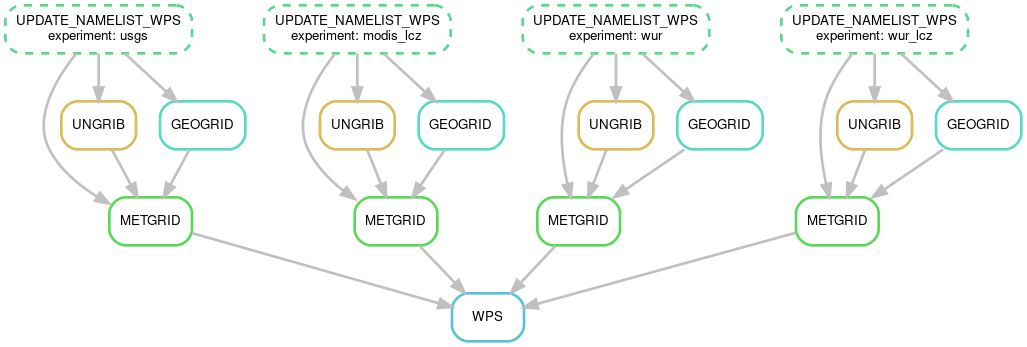 UPDATE_NAMELIST_WPS
experiment: usgs
UPDATE_NAMELIST_WPS
experiment: modis_lcz
UPDATE_NAMELIST_WPS
experiment: wur
UPDATE_NAMELIST_WPS
experiment: wur_lcz
UNGRIB
GEOGRID
UNGRIB
GEOGRID
UNGRIB
GEOGRID
UNGRIB
GEOGRID
METGRID
METGRID
METGRID
METGRID
WPS